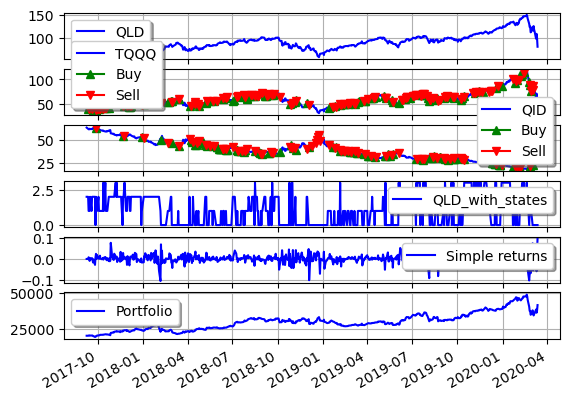 150
100
QLD
TQQQ
Buy
Sell
100
50
QID
Buy
Sell
50
25
2.5
0.0
QLD_with_states
0.1
0.0
−0.1
Simple returns
50000
25000
Portfolio
2017-10 2018-01 2018-04 2018-07 2018-10 2019-01 2019-04 2019-07 2019-10 2020-01 2020-04